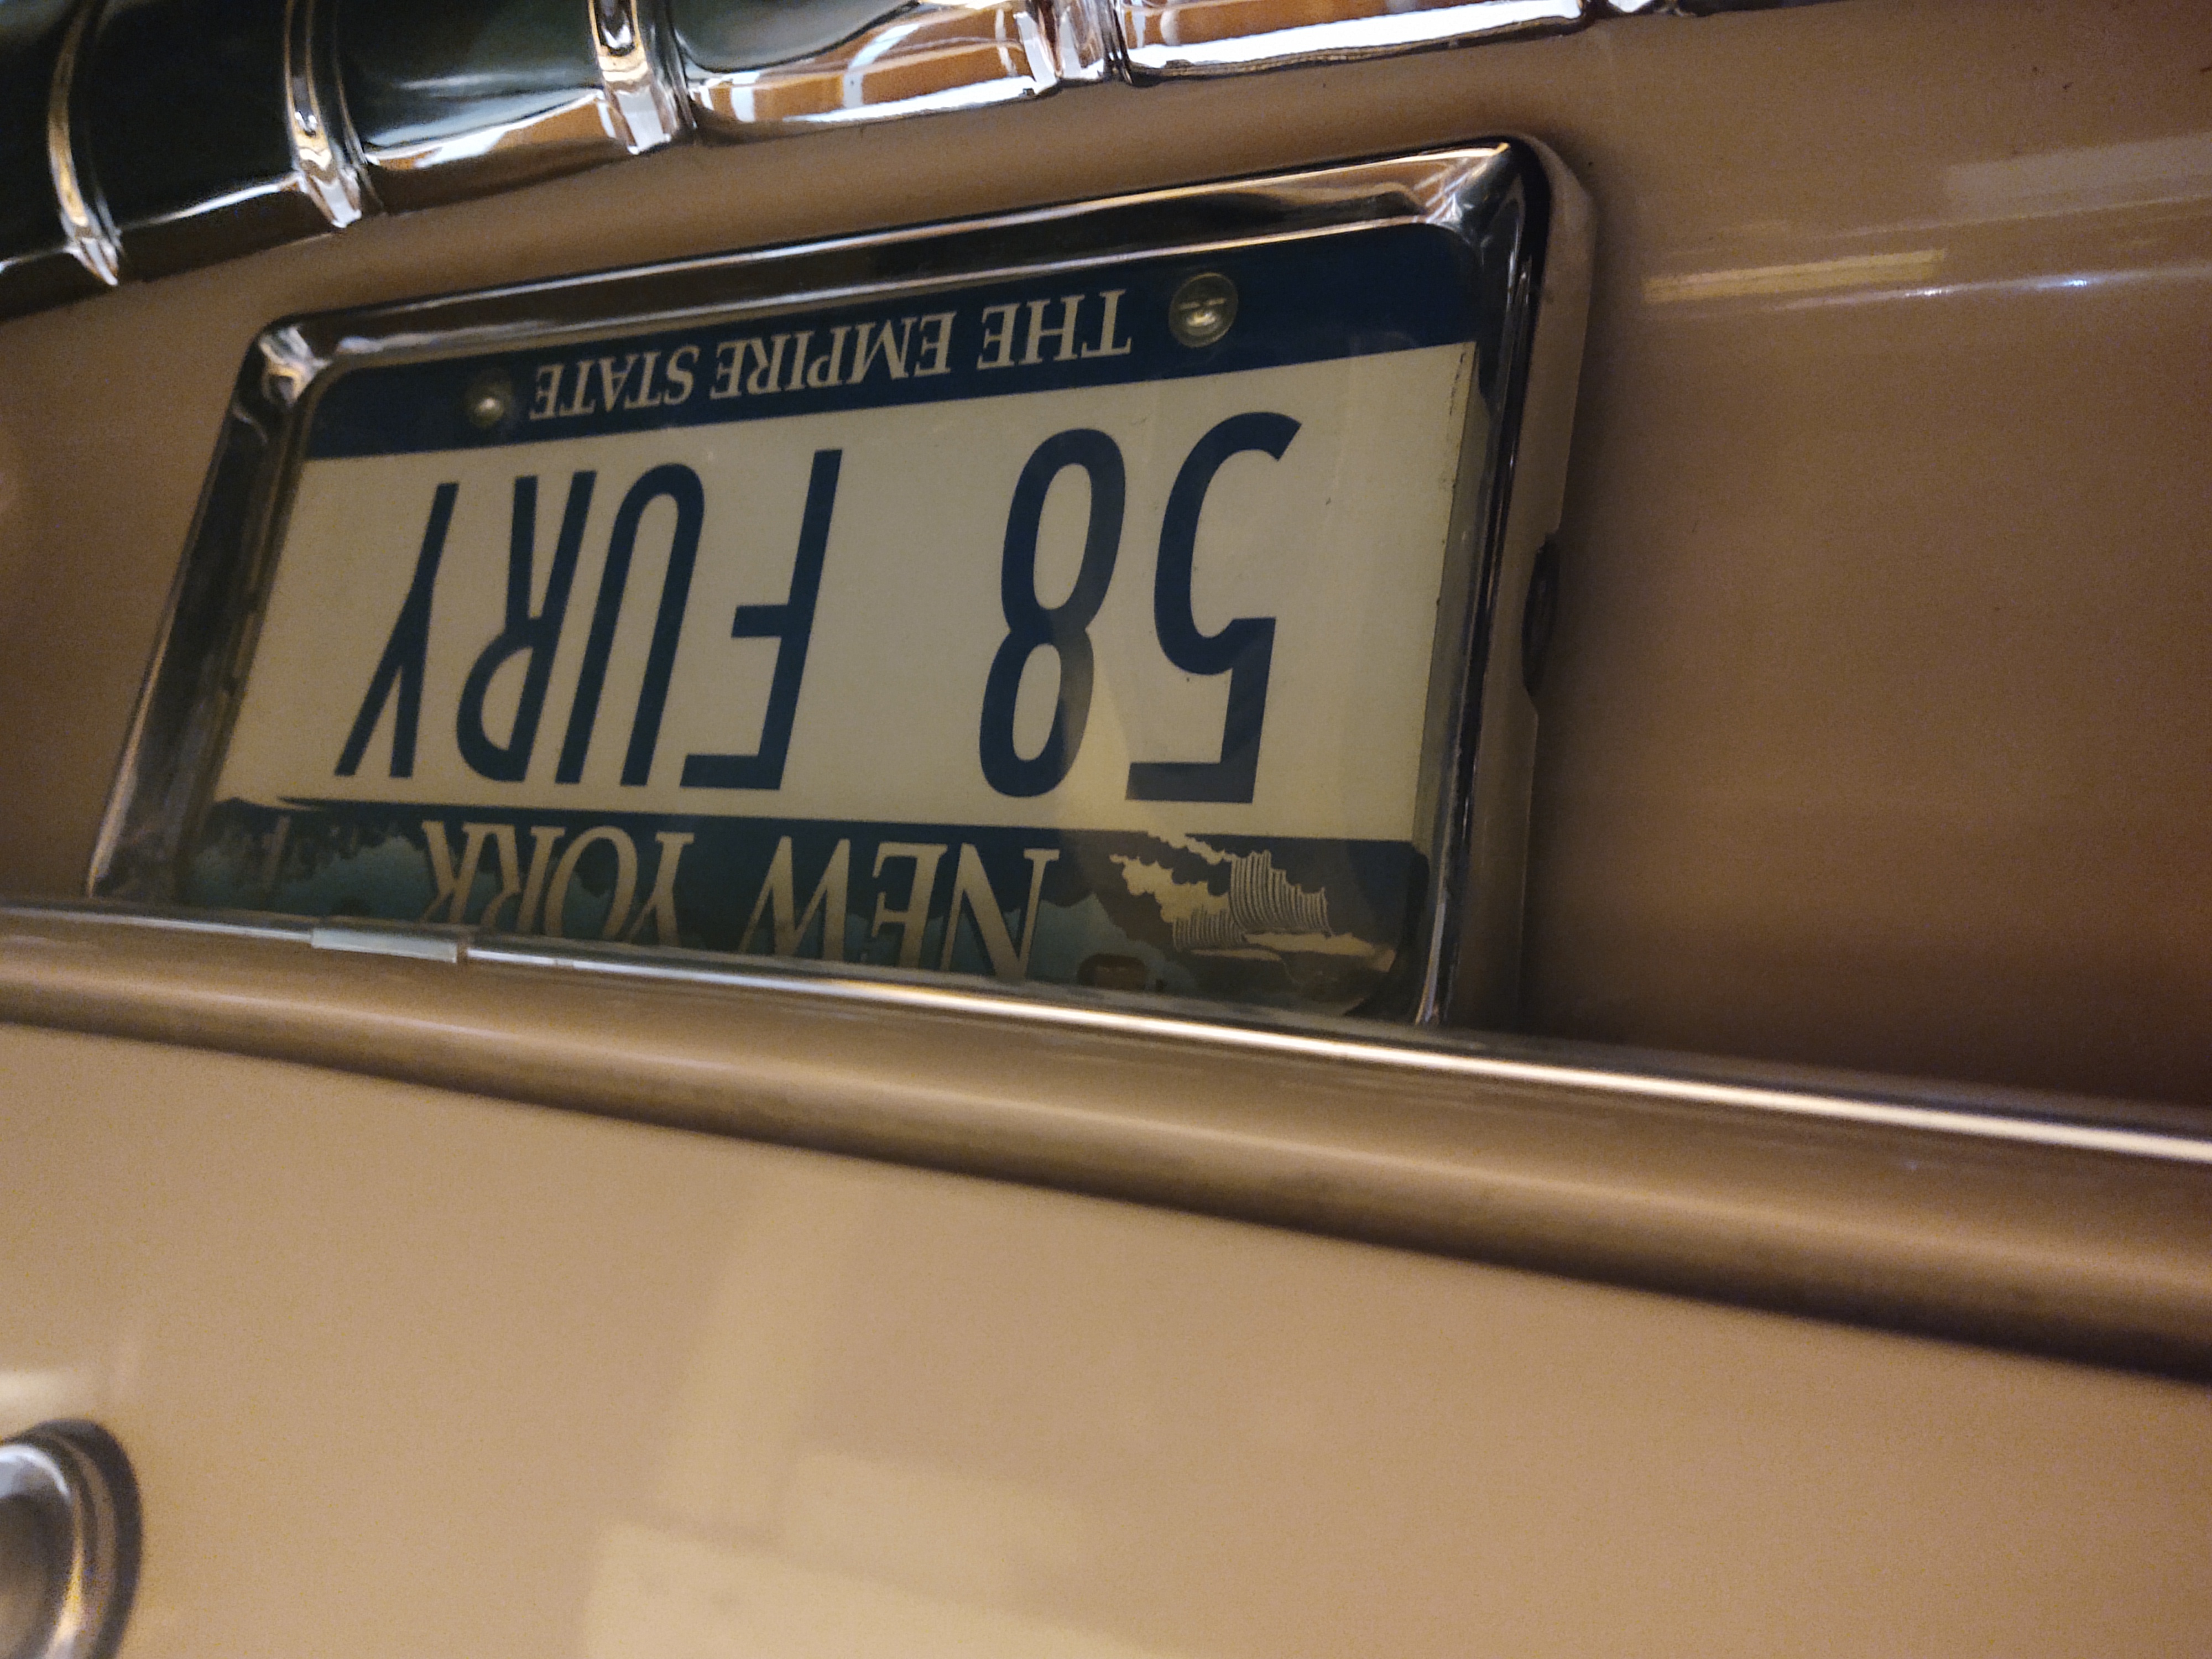 NEW YORK
58 FURY
THE EMPIRE STATE